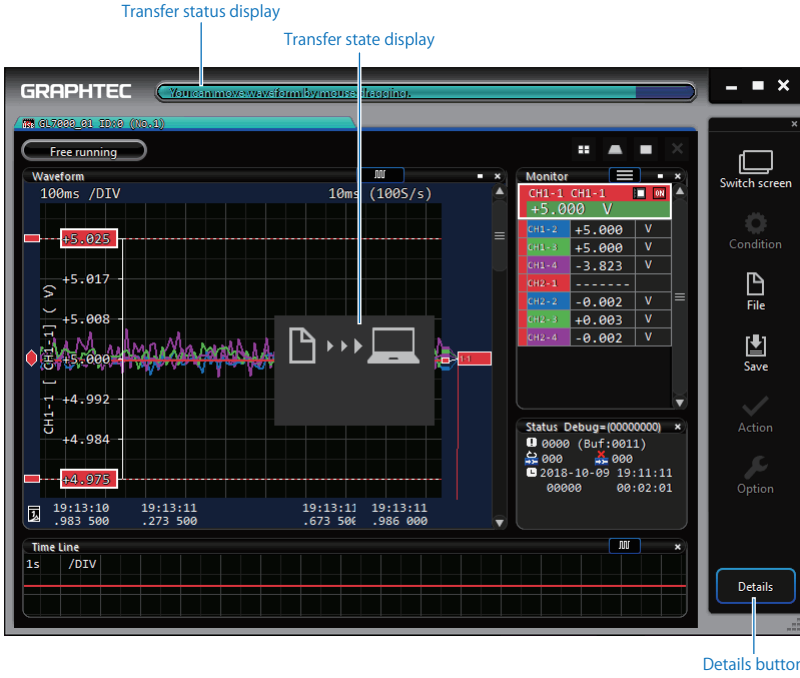 Transfer status display
Transfer state display
GRAPHTEC
You can move waveform by mouse dragging.
GL7000_01 ID:0 (NO.1)
Free running
Waveform
100ms /DIV
10ms (100S/s)
+5.025
+5.017
+5.008
+5.000
+4.992
+4.984
+4.975
CH1-1 [ CH1-1] ( V)
1-1
19:13:10 19:13:11 19:13:11 19:13:11
.983 500 .273 500 .673 500 .986 000
Monitor
CH1-1 CH1-1 ON
+5.000 V
CH1-2 +5.000 V
CH1-3 +5.000 V
CH1-4 -3.823 V
CH2-1 -------
CH2-2 -0.002 V
CH2-3 +0.003 V
CH2-4 -0.002 V
Status Debug=(00000000)
0000 (Buf:0011)
000 000
2018-10-09 19:11:11
00000 00:02:01
Time Line
1s /DIV
Switch screen
Condition
File
Save
Action
Option
Details
Details button